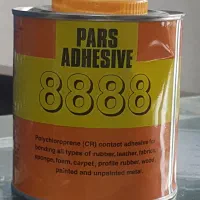 PARS
ADHESIVE
8888
Polychloroprene (CR) contact adhesive for
bonding all types of rubber, leather, fabrics,
sponge, foam, carpet, profile rubber, wood,
painted and unpainted metal.